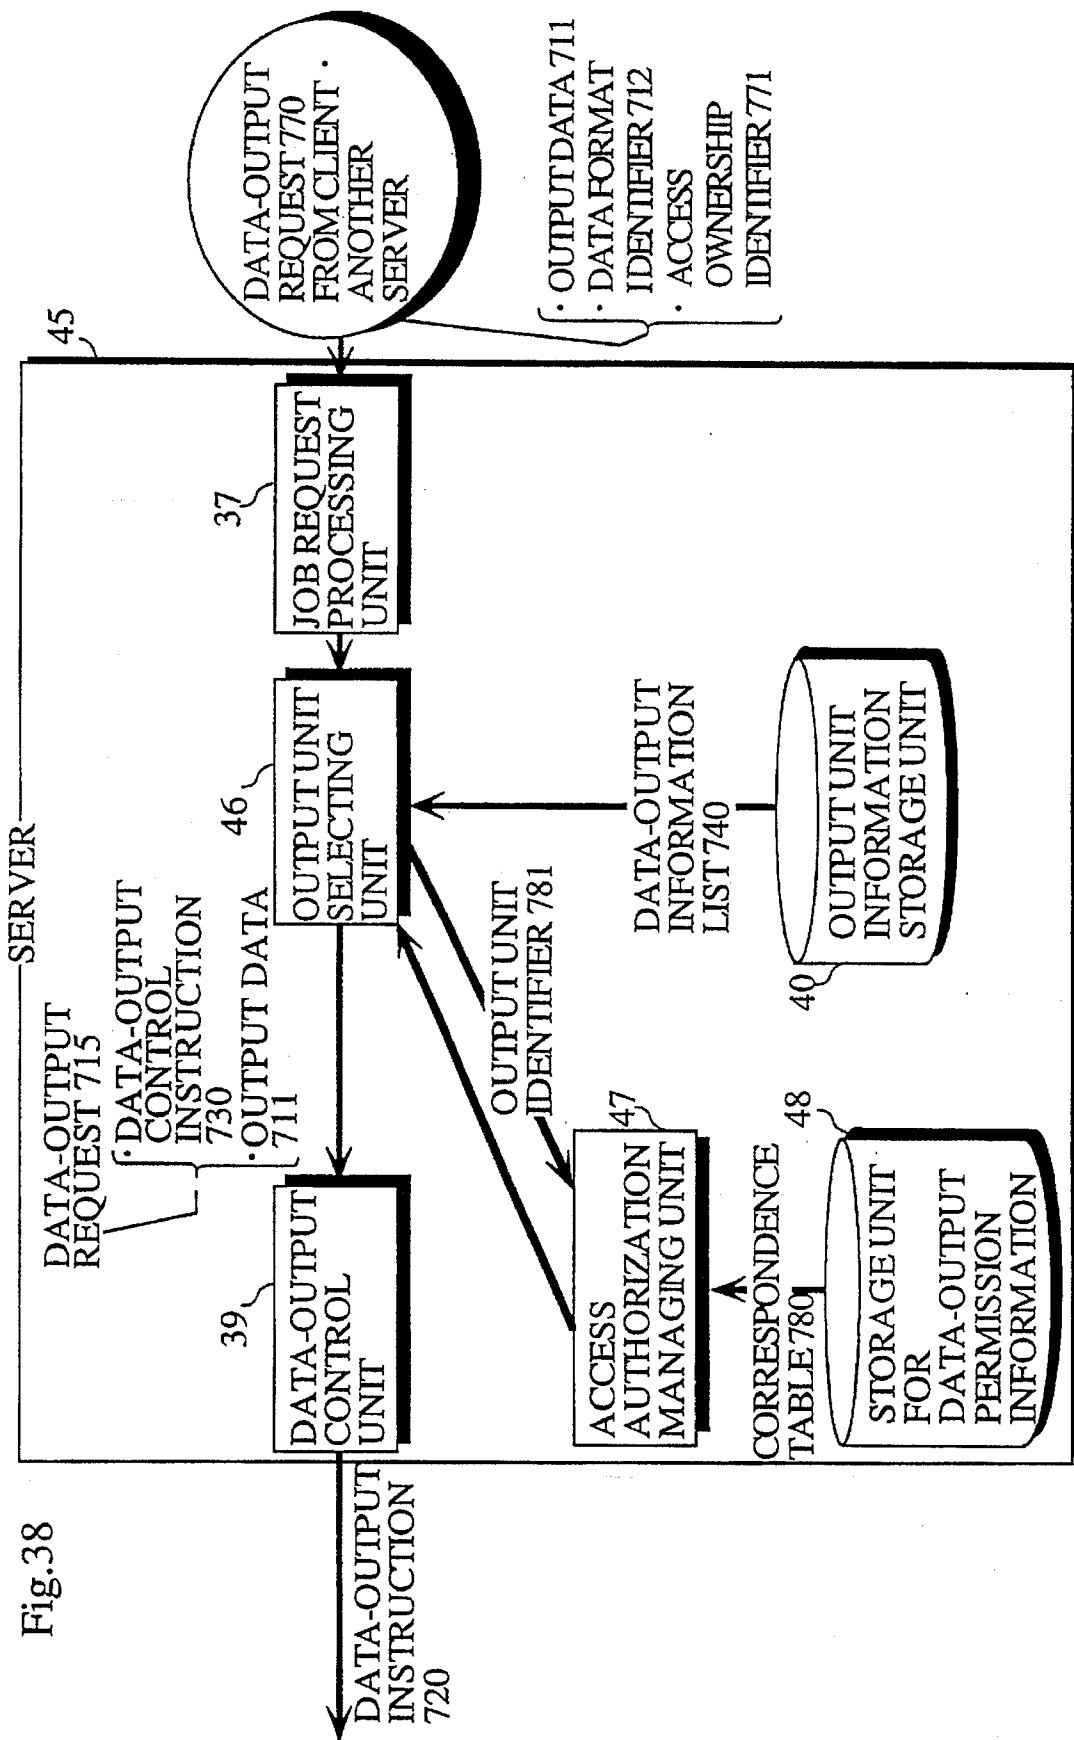 Fig.38
SERVER
45
DATA-OUTPUT
REQUEST 715
· DATA-OUTPUT
CONTROL
INSTRUCTION
730
· OUTPUT DATA
711
DATA-OUTPUT
INSTRUCTION
720
39
DATA-OUTPUT
CONTROL
UNIT
46
OUTPUT UNIT
SELECTING
UNIT
37
JOB REQUEST
PROCESSING
UNIT
DATA-OUTPUT
REQUEST 770
FROM CLIENT ·
ANOTHER
SERVER
· OUTPUT DATA 711
· DATA FORMAT
IDENTIFIER 712
· ACCESS
OWNERSHIP
IDENTIFIER 771
OUTPUT UNIT
IDENTIFIER 781
47
ACCESS
AUTHORIZATION
MANAGING UNIT
DATA-OUTPUT
INFORMATION
LIST 740
CORRESPONDENCE
TABLE 780
48
STORAGE UNIT
FOR
DATA-OUTPUT
PERMISSION
INFORMATION
40
OUTPUT UNIT
INFORMATION
STORAGE UNIT